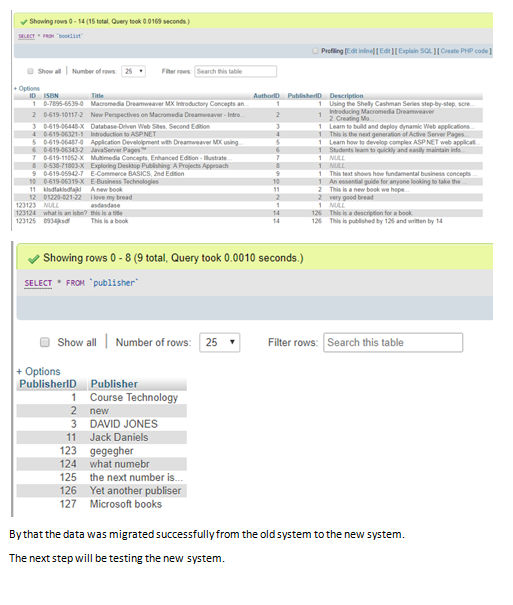 Showing rows 0 - 14 (15 total, Query took 0.0169 seconds.)
SELECT * FROM `booklist`
Profiling [Edit inline] [ Edit ] [ Explain SQL ] [ Create PHP code ]
Show all Number of rows: 25 Filter rows: Search this table
+ Options
ID ISBN Title AuthorID PublisherID Description
1 0-7895-6539-0 Macromedia Dreamweaver MX Introductory Concepts an... 1 1 Using the Shelly Cashman Series step-by-step, scre...
2 0-619-10117-2 New Perspectives on Macromedia Dreamweaver - Intro... 2 1 Introducing Macromedia Dreamweaver
2. Creating Mo...
3 0-619-06448-X Database-Driven Web Sites, Second Edition 3 1 Learn to build and deploy dynamic Web applications...
4 0-619-06321-1 Introduction to ASP.NET 4 1 This is the next generation of Active Server Pages...
5 0-619-06487-0 Application Development with Dreamweaver MX using... 5 1 Learn how to develop complex ASP.NET web applicati...
6 0-619-06343-2 JavaServer Pages™ 6 1 Students learn to quickly and easily maintain info...
7 0-619-11052-X Multimedia Concepts, Enhanced Edition - Illustrate... 7 1 NULL
8 0-538-71003-X Exploring Desktop Publishing: A Projects Approach 8 1 NULL
9 0-619-05942-7 E-Commerce BASICS, 2nd Edition 9 1 This text shows how fundamental business concepts ...
10 0-619-06319-X E-Business Technologies 10 1 An essential guide for anyone looking to take the ...
11 A new book 11 2 This is a new book we hope...
12 01220-021-22 i love my bread 2 2 very good bread
123123 NULL asdasdase 1 1 NULL
123124 what is an isbn? this is a title 14 126 This is a description for a book
123125 This is a book 14 126 This is published by 126 and written by 14
Showing rows 0 - 8 (9 total, Query took 0.0010 seconds.)
SELECT * FROM `publisher`
Show all Number of rows: 25 Filter rows: Search this table
+ Options
PublisherID Publisher
1 Course Technology
2 new
3 DAVID JONES
11 Jack Daniels
123 gegegher
124 what numebr
125 the next number is...
126 Yet another publiser
127 Microsoft books
By that the data was migrated successfully from the old system to the new system.
The next step will be testing the new system.